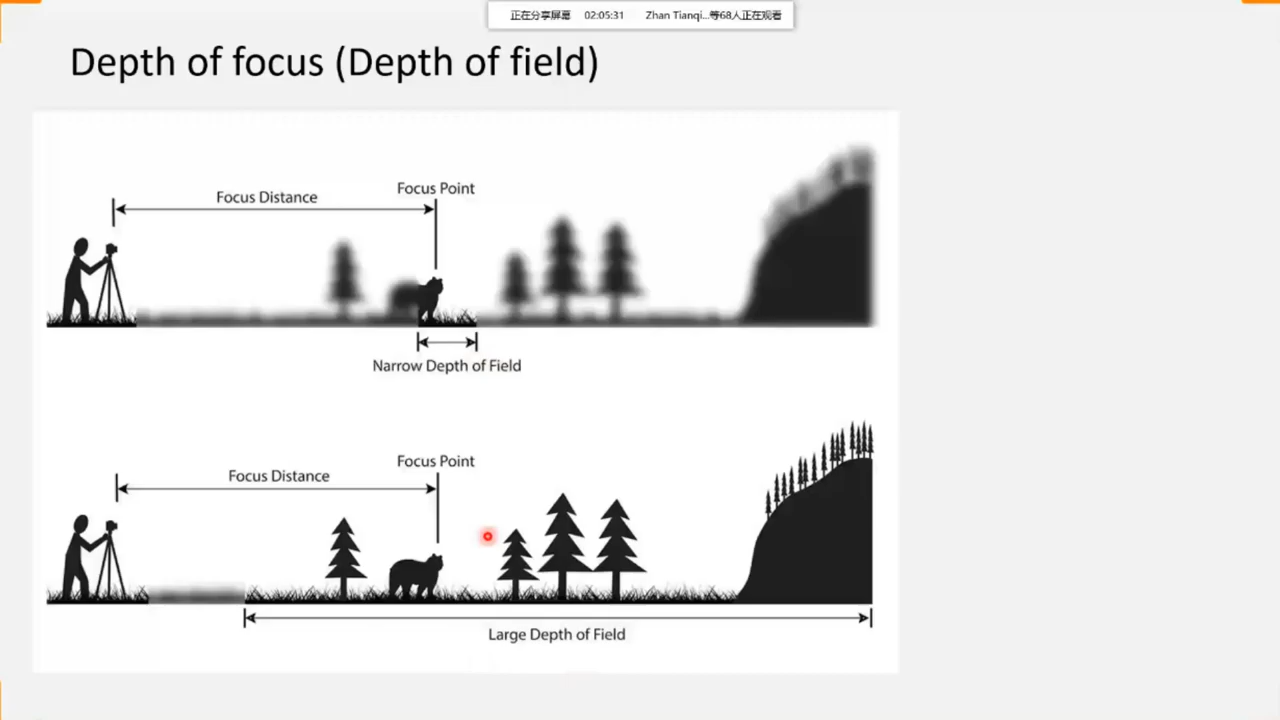 正在分享屏幕 02:05:31 Zhan Tianqi...等68人正在观看
Depth of focus (Depth of field)
Focus Point
Focus Distance
Narrow Depth of Field
Focus Point
Focus Distance
Large Depth of Field